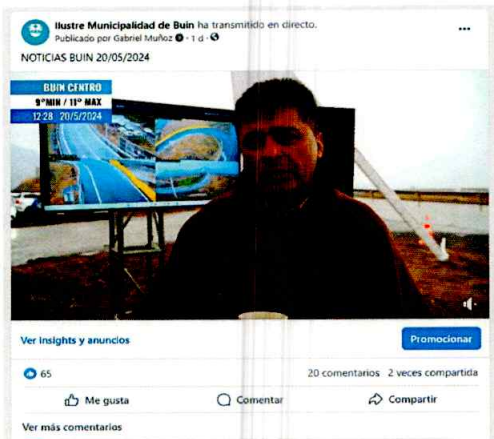 Ilustre Municipalidad de Buin ha transmitido en directo.
Publicado por Gabriel Muñoz · 1 d ·
NOTICIAS BUIN 20/05/2024
BUIN CENTRO
9°MIN / 11° MAX
12:28 20/5/2024
Ver insights y anuncios
Promocionar
65
20 comentarios 2 veces compartida
Me gusta
Comentar
Compartir
Ver más comentarios